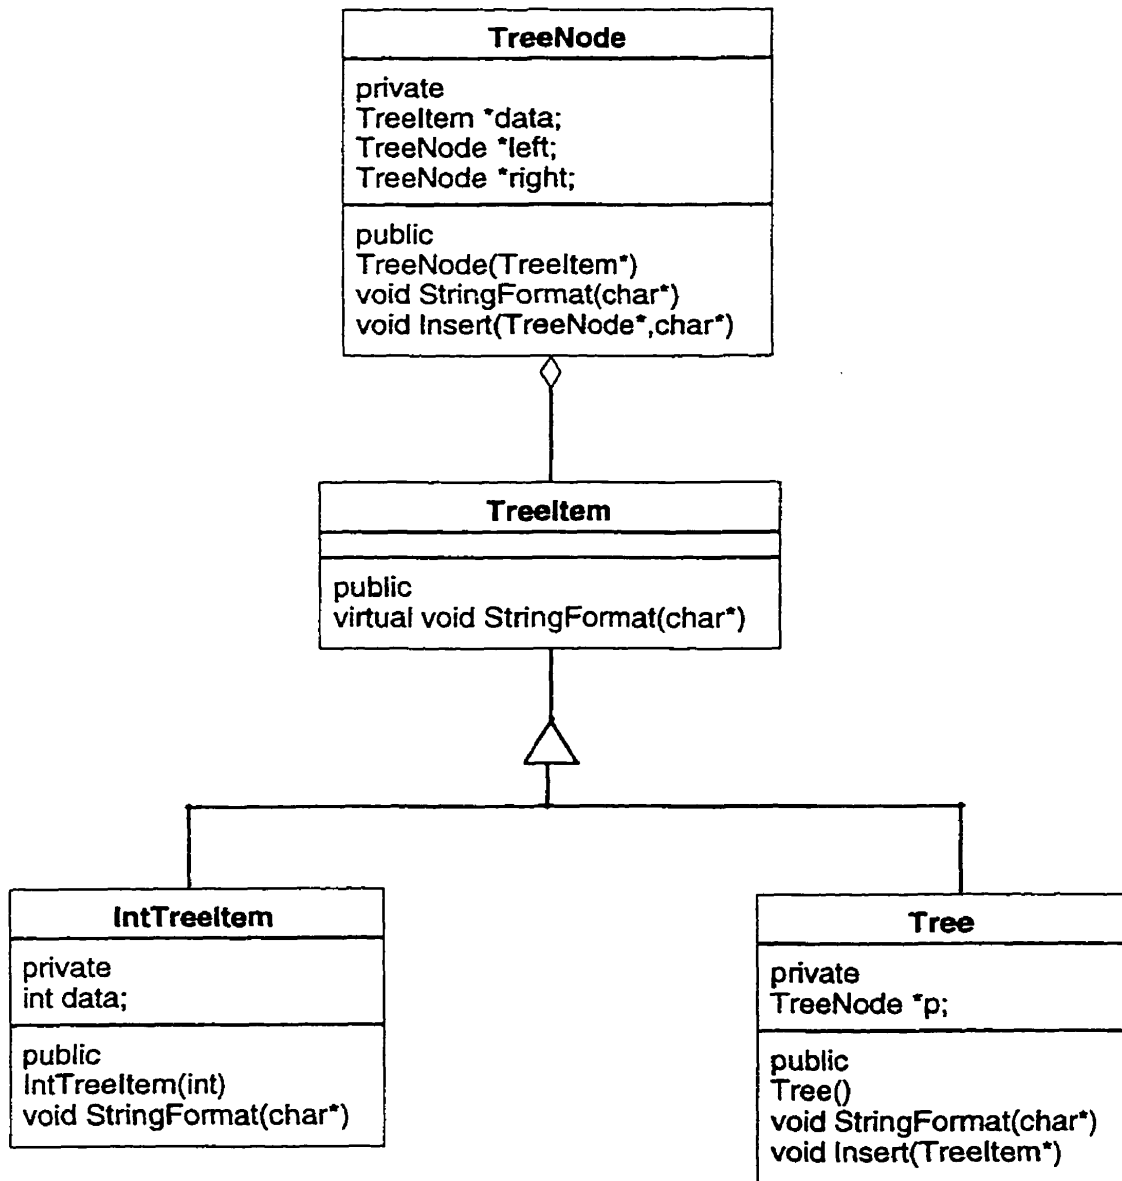 TreeNode
private
TreeItem *data;
TreeNode *left;
TreeNode *right;
public
TreeNode(TreeItem*)
void StringFormat(char*)
void Insert(TreeNode*,char*)
TreeItem
public
virtual void StringFormat(char*)
IntTreeItem
private
int data;
public
IntTreeItem(int)
void StringFormat(char*)
Tree
private
TreeNode *p;
public
Tree()
void StringFormat(char*)
void Insert(TreeItem*)